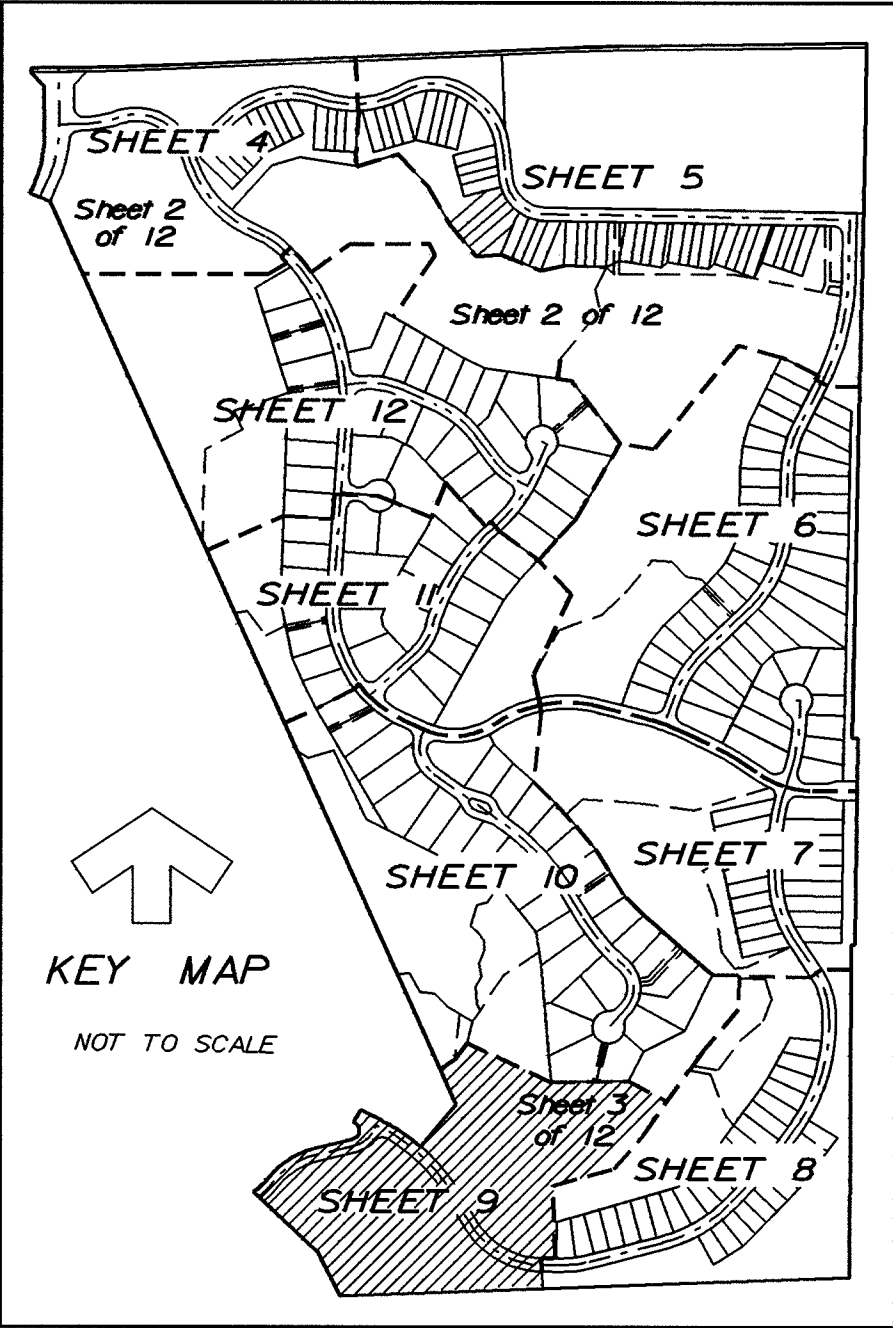 SHEET 4
SHEET 5
Sheet 2
of 12
Sheet 2 of 12
SHEET 12
SHEET 6
SHEET 11
SHEET 7
SHEET 10
KEY MAP
NOT TO SCALE
Sheet 3
of 12
SHEET 8
SHEET 9